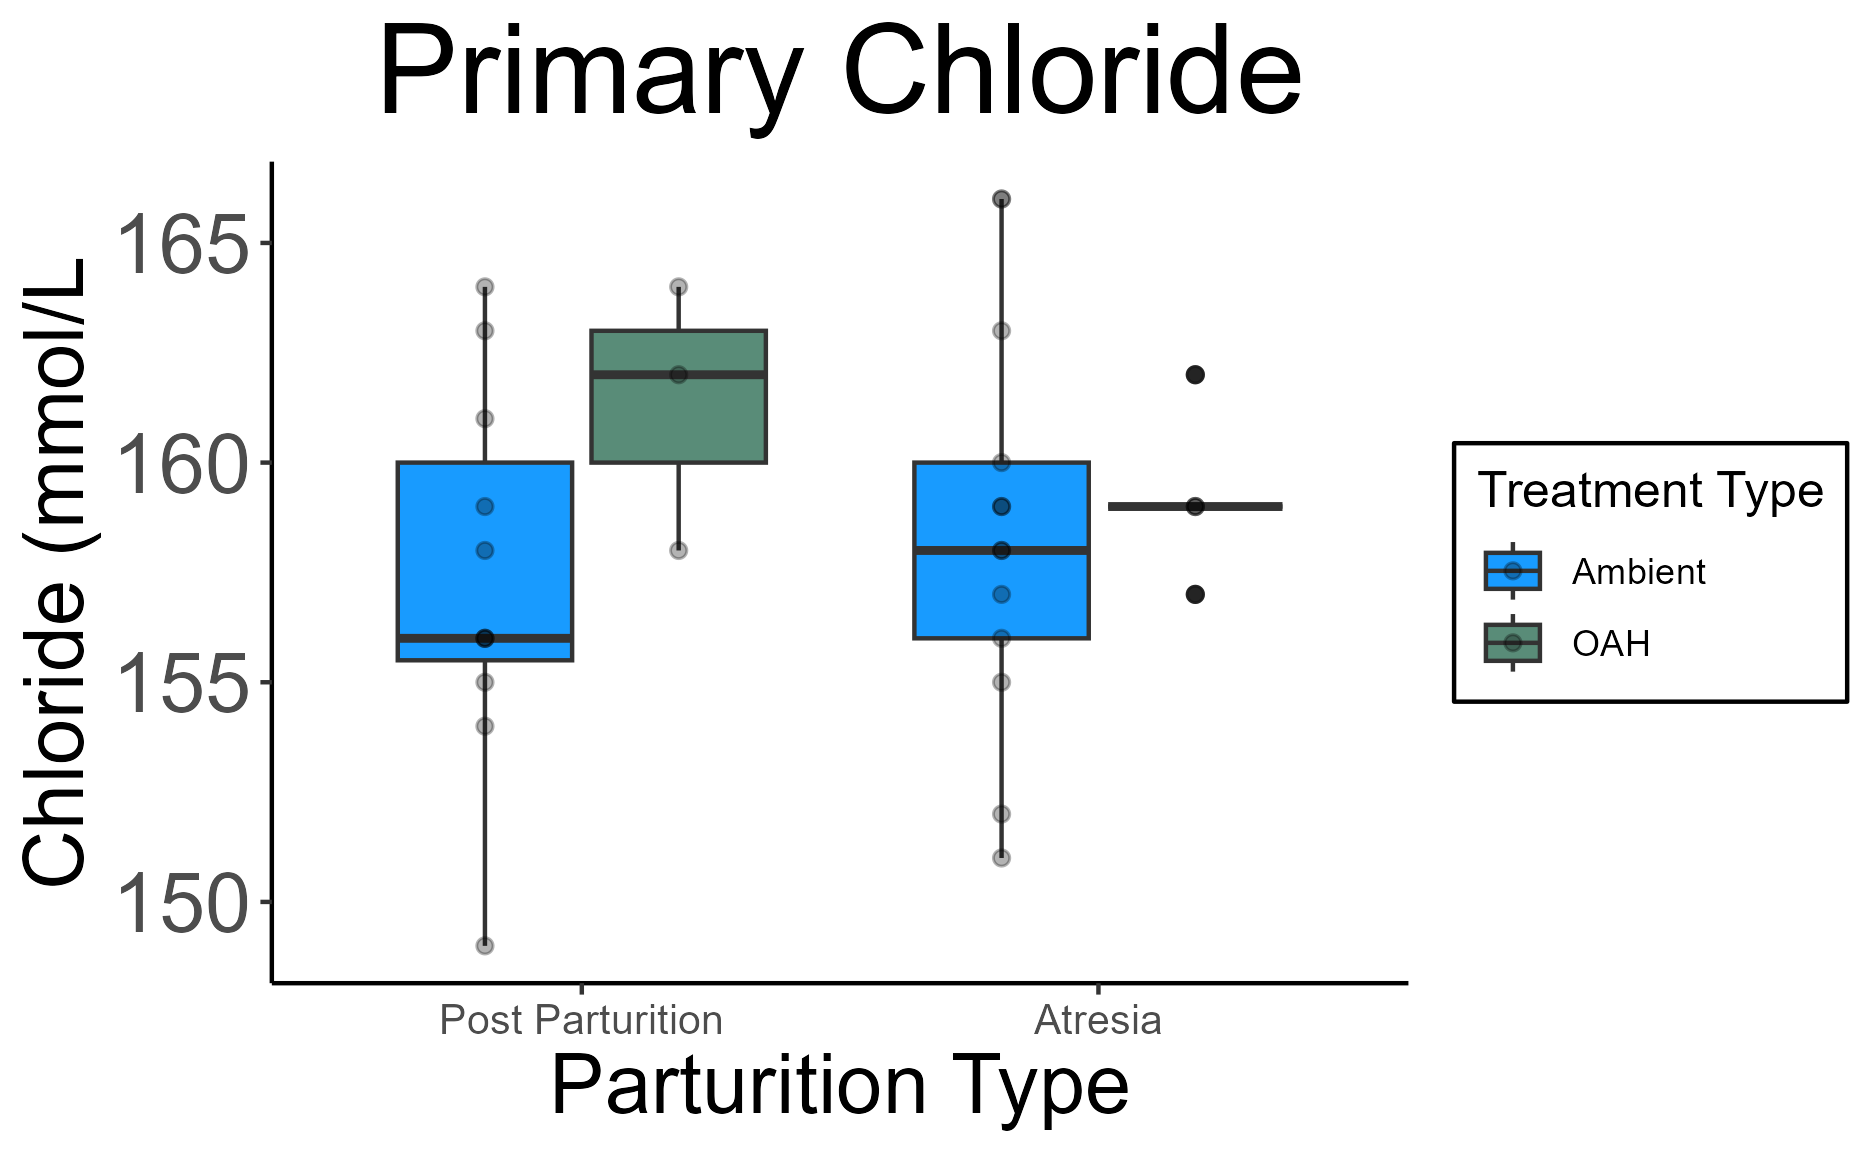 Primary Chloride
Chloride (mmol/L
165
160
155
150
Post Parturition
Atresia
Parturition Type
Treatment Type
Ambient
OAH